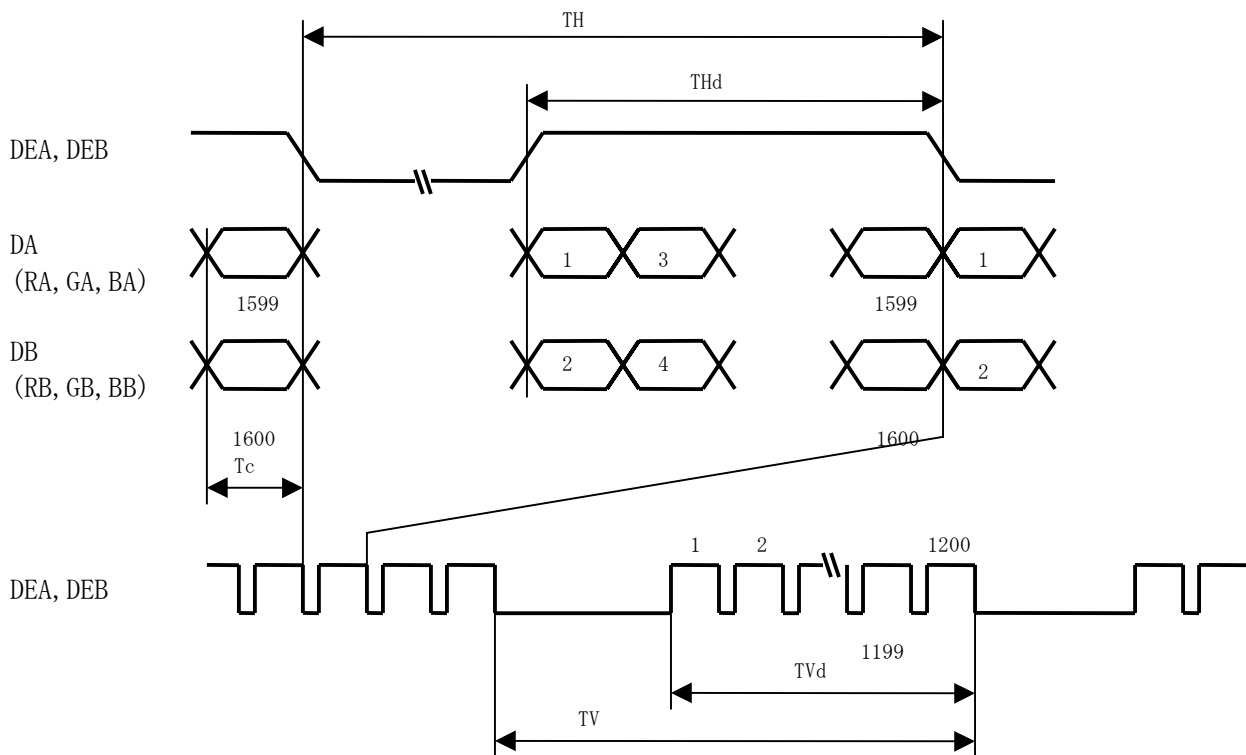 TH
THd
DEA, DEB
DA
(RA, GA, BA)
1 3 1
1599 1599
DB
(RB, GB, BB)
2 4 2
1600 1600
Tc
1 2 1200
DEA, DEB
1199
TVd
TV